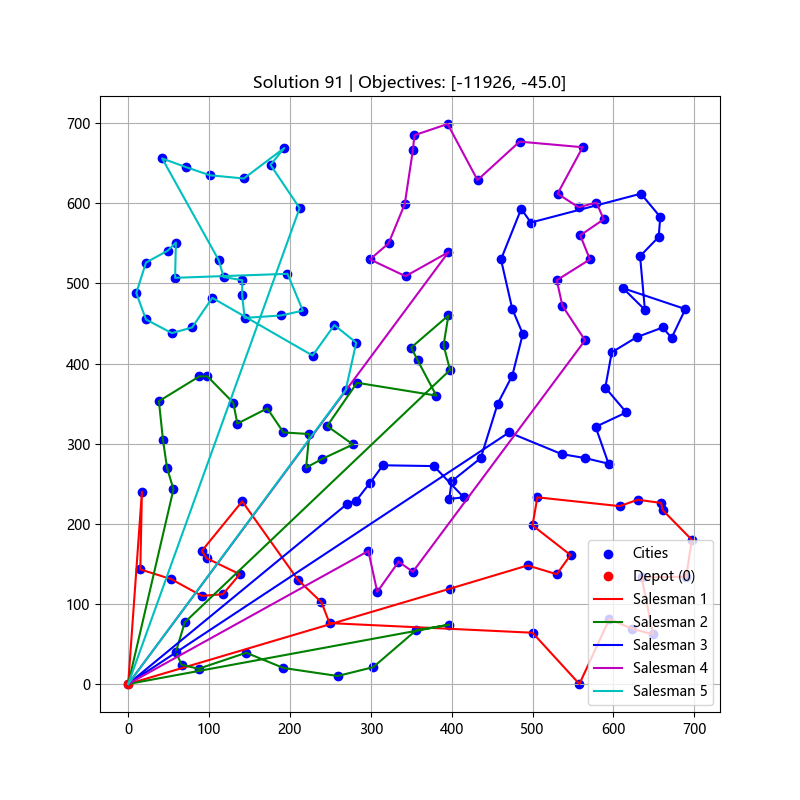 Solution 91 | Objectives: [-11926, -45.0]
700
600
500
400
300
200
100
0
0 100 200 300 400 500 600 700
Cities
Depot (0)
Salesman 1
Salesman 2
Salesman 3
Salesman 4
Salesman 5